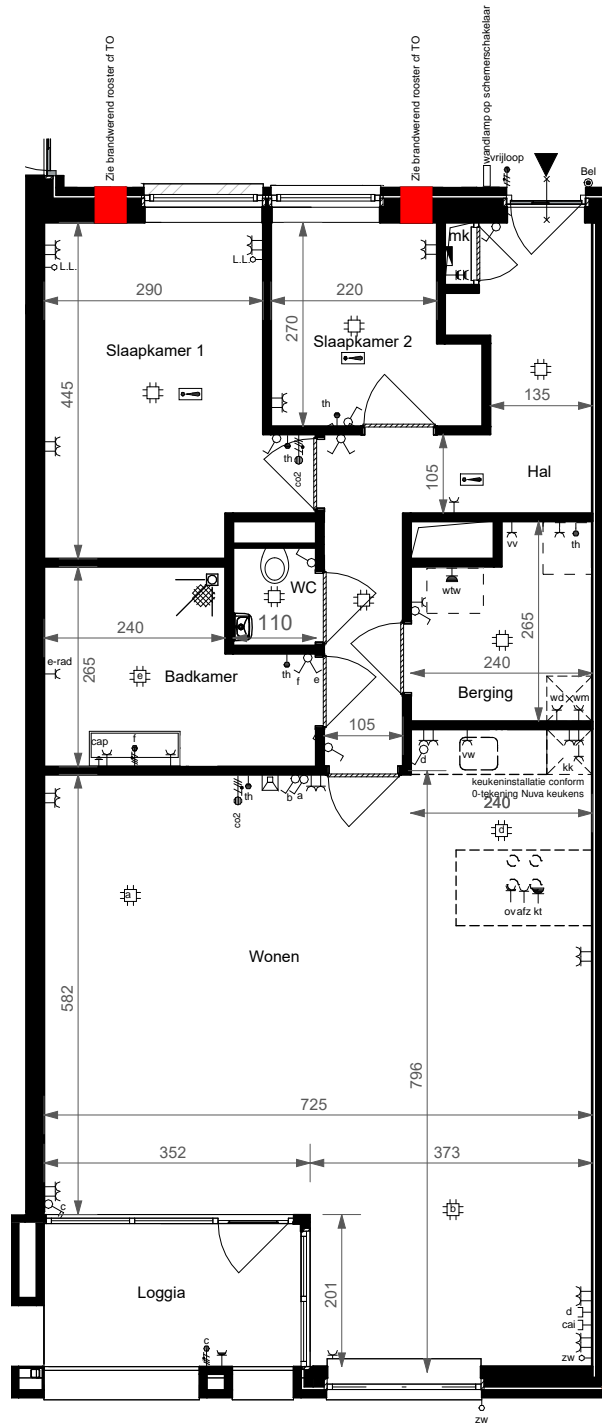 Zie brandwerend rooster of TO
Zie brandwerend rooster of TO
wandlamp op schemerschakelaar
vrijloop
Bel
mk
L.L.
L.L.
290
220
Slaapkamer 1
270
Slaapkamer 2
445
135
th
105
Hal
th
co2
vv
th
WC
wtw
110
265
240
240
e-rad
265
e
Badkamer
th
f
e
Berging
wd
wm
105
cap
f
d
vw
kk
keukeninstallatie conform
0-tekening Nuva keukens
240
co2
th
b
a
d
a
ov
afz
kt
Wonen
582
796
725
352
373
c
b
Loggia
201
d
cai
zw
c
zw